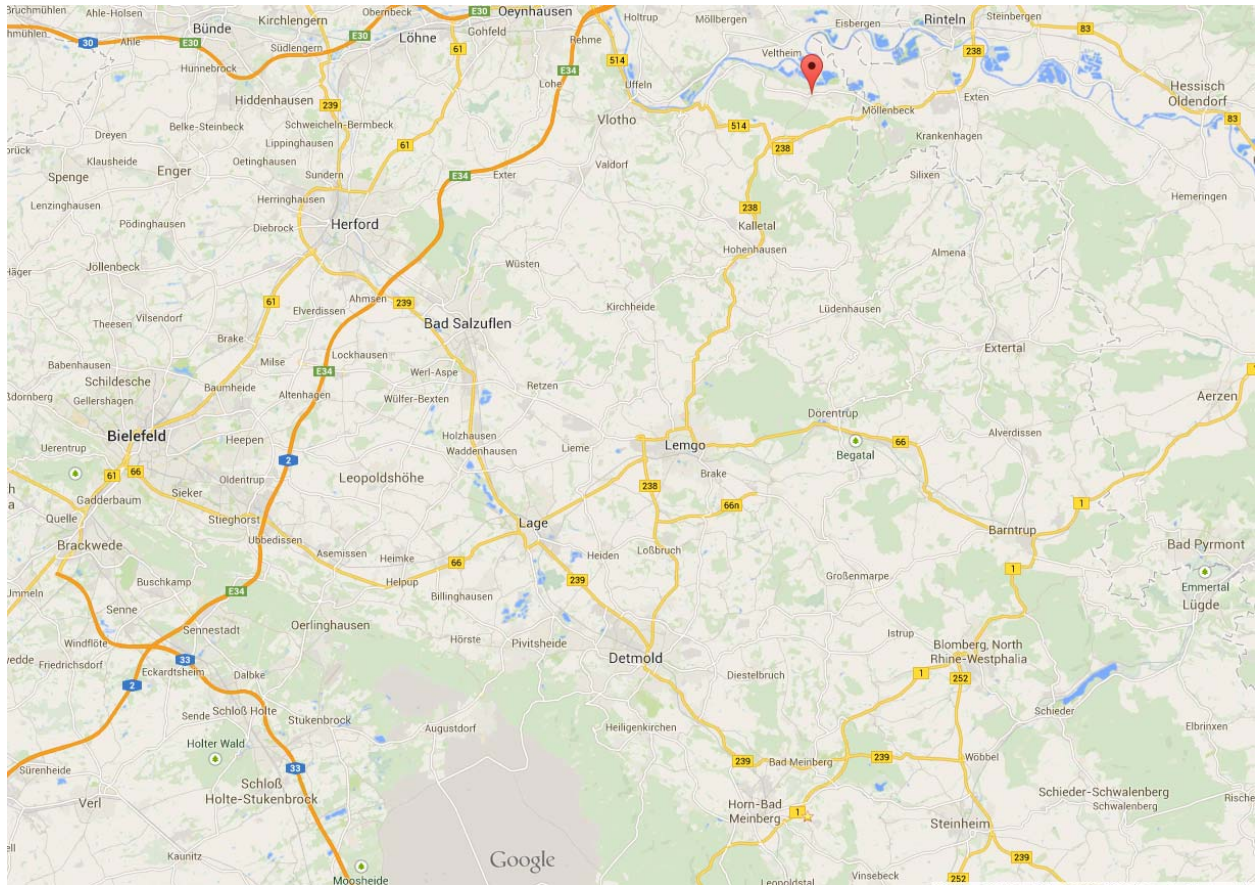 Bruchmühlen
Ahle-Holsen
Kirchlengern
Obernbeck
E30
Oeynhausen
Holtrup
Möllbergen
Eisbergen
Rinteln
Steinbergen
Bünde
Gohfeld
Rehme
83
30
Ahle
E30
Löhne
61
514
Veltheim
238
Südlengern
Hunnebrock
E34
Lohe
Uffeln
Hessisch
Oldendorf
Hiddenhausen
239
Vlotho
Exten
Möllenbeck
83
Dreyen
Belke-Steinbeck
Schweicheln-Bermbeck
514
Krankenhagen
Lippinghausen
61
238
Klausheide
Oetinghausen
Enger
Valdorf
Spenge
Sundern
E34
Exter
Silixen
Hemeringen
Lenzinghausen
Herringhausen
238
Pödinghausen
Diebrock
Herford
Kalletal
Hohenhausen
Almena
Häger
Jöllenbeck
Wüsten
61
Ahmsen
239
Kirchheide
Lüdenhausen
Theesen
Vilsendorf
Elverdissen
Bad Salzuflen
Brake
Extertal
Babenhausen
Milse
Lockhausen
E34
Werl-Aspe
Schildesche
Baumheide
Retzen
Aerzen
Gellershagen
Altenhagen
Wülfer-Bexten
Dörentrup
Bielefeld
Heepen
Holzhausen
Waddenhausen
Lieme
Lemgo
66
Alverdissen
Uerentrup
Begatal
2
61
66
Oldentrup
Leopoldshöhe
Brake
Sieker
238
Gadderbaum
66n
1
Quelle
Stieghorst
Lage
Barntrup
Ubbedissen
Brackwede
Asemissen
Heimke
66
Heiden
Loßbruch
Bad Pyrmont
1
Buschkamp
Helpup
239
Großenmarpe
Emmertal
Ummeln
E34
Billinghausen
Lügde
Senne
Oerlinghausen
Sennestadt
Hörste
Pivitsheide
Istrup
Windflöte
Blomberg, North
Rhine-Westphalia
Friedrichsdorf
33
Detmold
Eckardtsheim
Dalbke
Diestelbruch
1
252
2
Sende
Schloß Holte
Stukenbrock
Schieder
Augustdorf
Heiligenkirchen
Elbrinxen
Holter Wald
Sürenheide
33
239
Bad Meinberg
239
Wöbbel
Schloß
Holte-Stukenbrock
Schieder-Schwalenberg
Verl
Horn-Bad
Meinberg
1
Schwalenberg
Steinheim
Kaunitz
Google
239
Moosheide
Leopoldstal
Vinsebeck
252